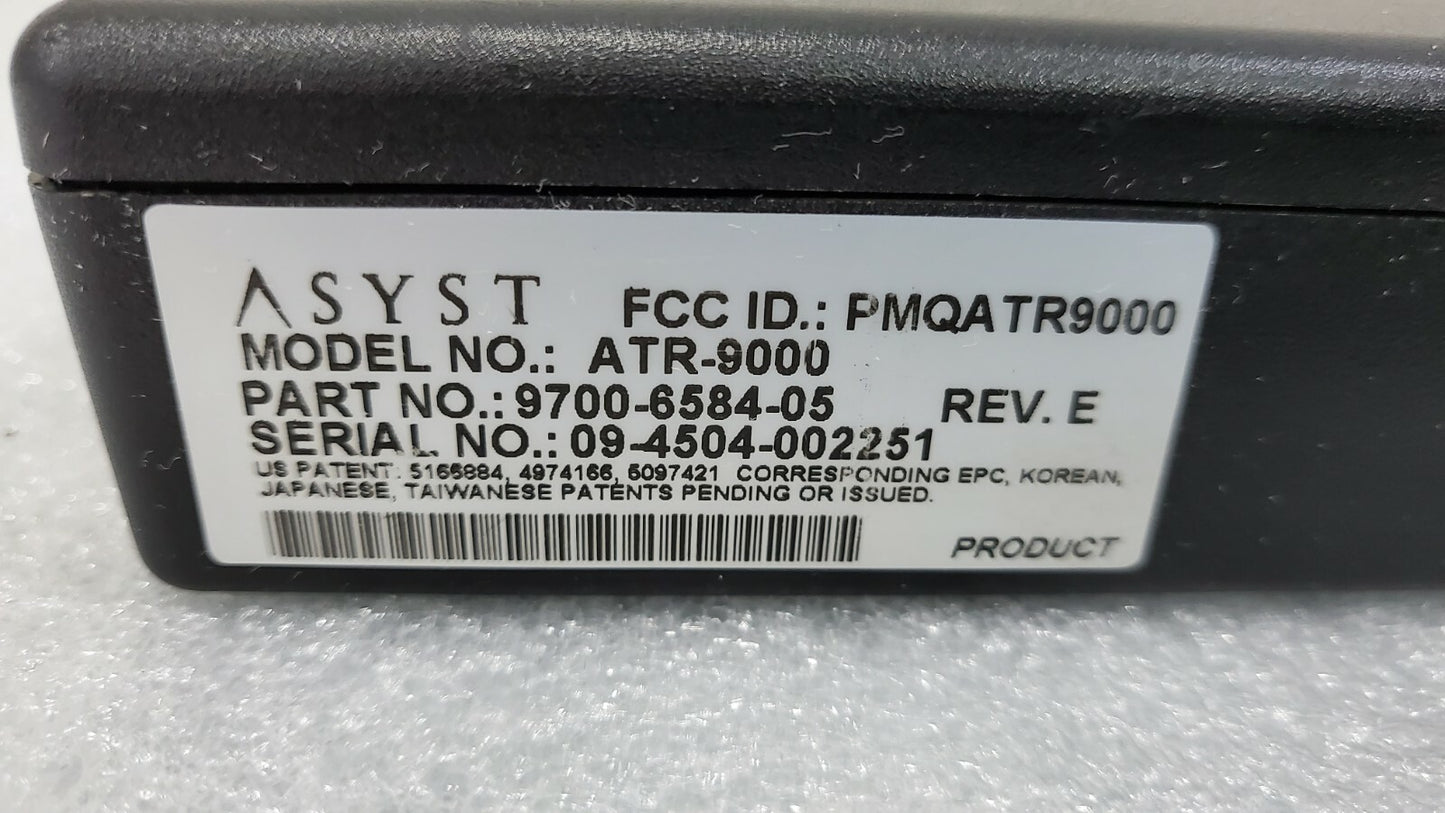 ASYST FCC ID.: PMQATR9000
MODEL NO.: ATR-9000
PART NO.: 9700-6584-05 REV. E
SERIAL NO.: 09-4504-002251
US PATENT: 5166884, 4974166, 5097421 CORRESPONDING EPC, KOREAN,
JAPANESE, TAIWANESE PATENTS PENDING OR ISSUED.
PRODUCT